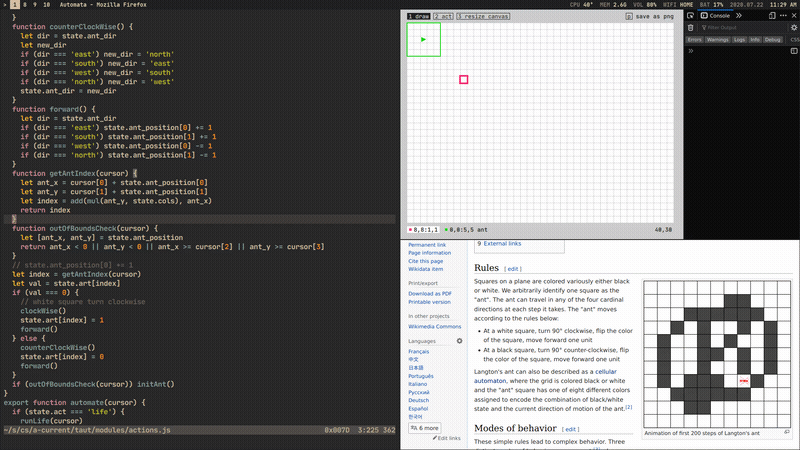 1 8 9 10 Automata - Mozilla Firefox
CPU 40° MEM 2.6G VOL 80% WIFI HOME BAT 17% 2020.07.22 11:29 AM
}
function counterClockWise() {
let dir = state.ant_dir
let new_dir
if (dir === 'east') new_dir = 'north'
if (dir === 'south') new_dir = 'east'
if (dir === 'west') new_dir = 'south'
if (dir === 'north') new_dir = 'west'
state.ant_dir = new_dir
}
function forward() {
let dir = state.ant_dir
if (dir === 'east') state.ant_position[0] += 1
if (dir === 'south') state.ant_position[1] += 1
if (dir === 'west') state.ant_position[0] -= 1
if (dir === 'north') state.ant_position[1] -= 1
}
function getAntIndex(cursor) {
let ant_x = cursor[0] + state.ant_position[0]
let ant_y = cursor[1] + state.ant_position[1]
let index = add(mul(ant_y, state.cols), ant_x)
return index
}
function outOfBoundsCheck(cursor) {
let [ant_x, ant_y] = state.ant_position
return ant_x < 0 || ant_y < 0 || ant_x >= cursor[2] || ant_y >= cursor[3]
}
// state.ant_position[0] += 1
let index = getAntIndex(cursor)
let val = state.art[index]
if (val === 0) {
// white square turn clockwise
clockWise()
state.art[index] = 1
forward()
} else {
counterClockWise()
state.art[index] = 0
forward()
}
if (outOfBoundsCheck(cursor)) initAnt()
}
export function automate(cursor) {
if (state.act === 'life') {
runLife(cursor)
~/s/cs/a-current/taut/modules/actions.js 0x007D 3:225 362
1 draw 2 act 3 resize canvas save as png
8,8:1,1 0,0:5,5 ant 40,30
Console
Filter Output
Errors Warnings Logs Info Debug CSS
Permanent link
Page information
Cite this page
Wikidata item
Print/export
Download as PDF
Printable version
In other projects
Wikimedia Commons
Languages
Français
中文
日本語
Português
Italiano
Русский
Deutsch
Español
한국어
6 more
Edit links
9 External links
Rules [ edit ]
Squares on a plane are colored variously either black
or white. We arbitrarily identify one square as the
"ant". The ant can travel in any of the four cardinal
directions at each step it takes. The "ant" moves
according to the rules below:
• At a white square, turn 90° clockwise, flip the color
of the square, move forward one unit
• At a black square, turn 90° counter-clockwise, flip
the color of the square, move forward one unit
Langton's ant can also be described as a cellular
automaton, where the grid is colored black or white
and the "ant" square has one of eight different colors
assigned to encode the combination of black/white
state and the current direction of motion of the ant.[2]
Modes of behavior [ edit ]
These simple rules lead to complex behavior. Three
Animation of first 200 steps of Langton's ant